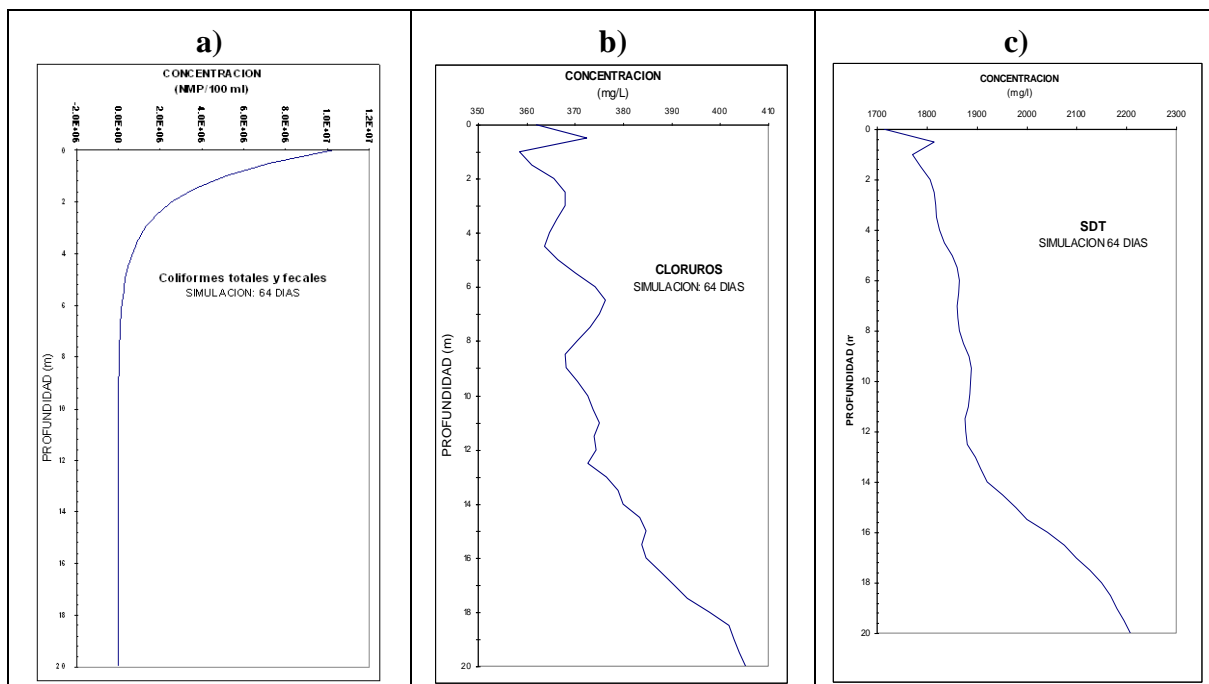 a)
CONCENTRACION
(NMP/100 ml)
-2.0E+06 0.0E+00 2.0E+06 4.0E+06 6.0E+06 8.0E+06 1.0E+07 1.2E+07
0
2
4
6
8
10
12
14
16
18
20
PROFUNDIDAD (m)
Coliformes totales y fecales
SIMULACION: 64 DIAS
b)
CONCENTRACION
(mg/L)
350 360 370 380 390 400 410
0
2
4
6
8
10
12
14
16
18
20
PROFUNDIDAD (m)
CLORUROS
SIMULACION: 64 DIAS
c)
CONCENTRACION
(mg/l)
1700 1800 1900 2000 2100 2200 2300
0
2
4
6
8
10
12
14
16
18
20
PROFUNDIDAD (m
SDT
SIMULACION 64 DIAS